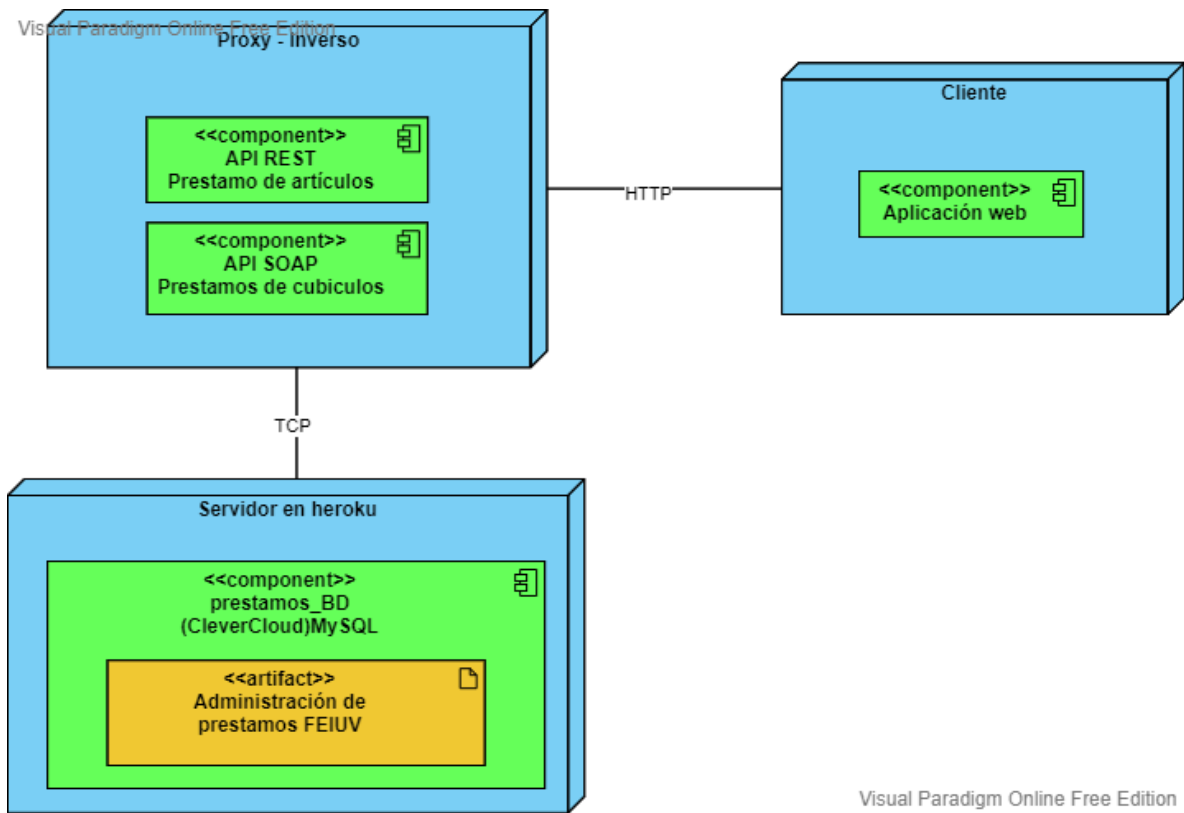 Visual Paradigm Online Free Edition
Proxy - Inverso
<<component>>
API REST
Prestamo de artículos
<<component>>
API SOAP
Prestamos de cubiculos
HTTP
Cliente
<<component>>
Aplicación web
TCP
Servidor en heroku
<<component>>
prestamos_BD
(CleverCloud)MySQL
<<artifact>>
Administración de
prestamos FEIUV
Visual Paradigm Online Free Edition